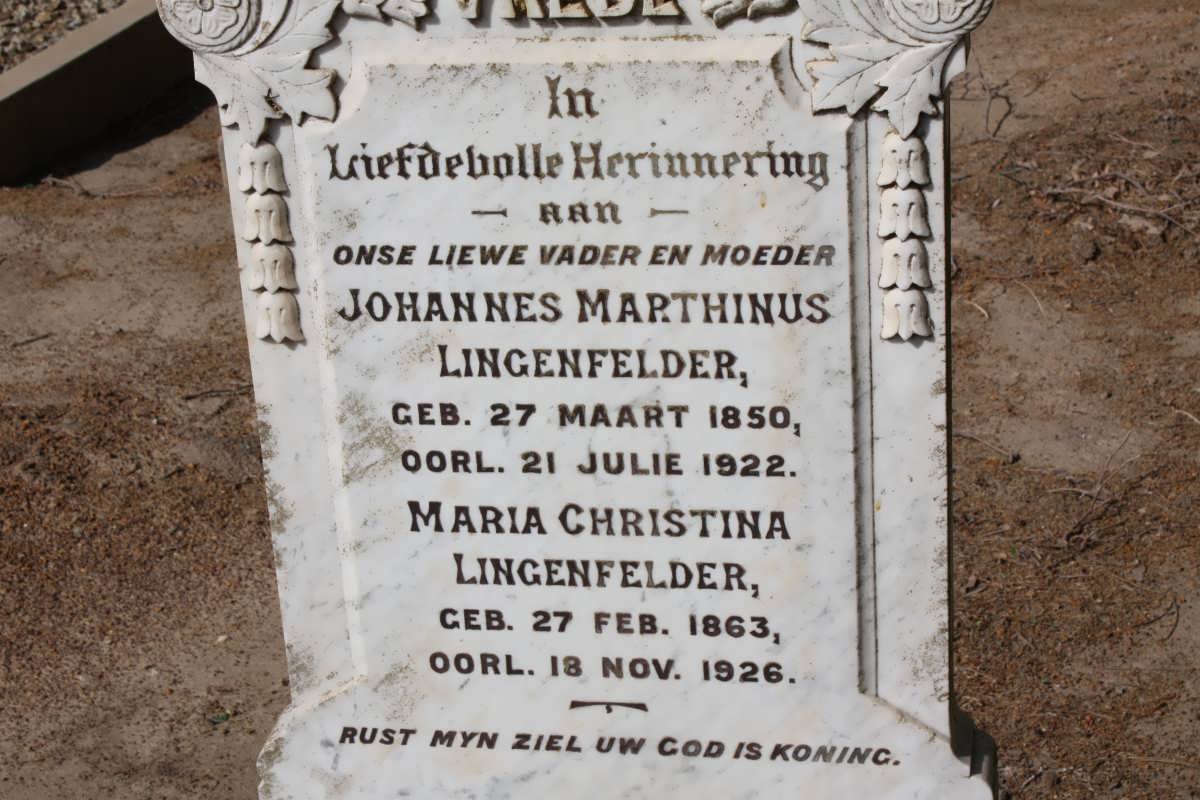 VREDE
In
Liefdevolle Herinnering
— aan —
ONSE LIEWE VADER EN MOEDER
JOHANNES MARTHINUS
LINGENFELDER,
GEB. 27 MAART 1850,
OORL. 21 JULIE 1922.
MARIA CHRISTINA
LINGENFELDER,
GEB. 27 FEB. 1863,
OORL. 18 NOV. 1926.
RUST MYN ZIEL UW GOD IS KONING.